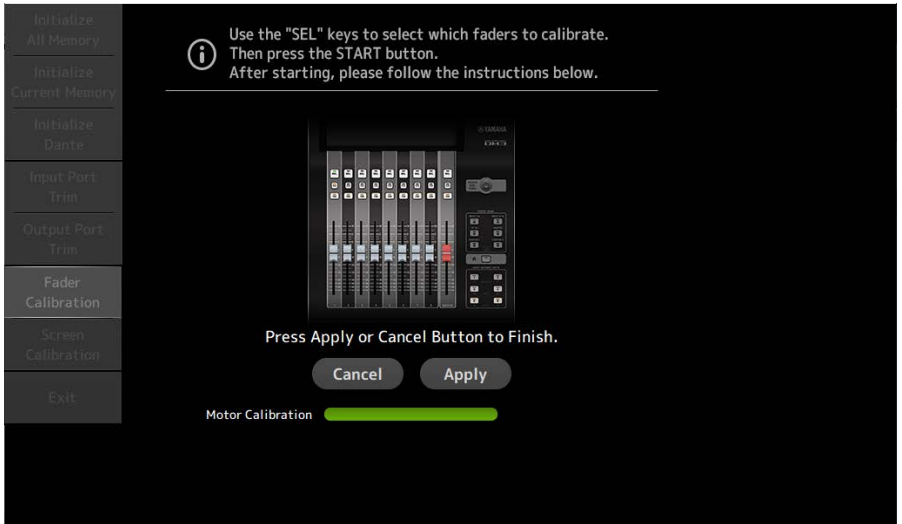 Initialize
All Memory
Initialize
Current Memory
Initialize
Dante
Input Port
Trim
Output Port
Trim
Fader
Calibration
Screen
Calibration
Exit
Use the "SEL" keys to select which faders to calibrate.
Then press the START button.
After starting, please follow the instructions below.
YAMAHA
Press Apply or Cancel Button to Finish.
Cancel
Apply
Motor Calibration